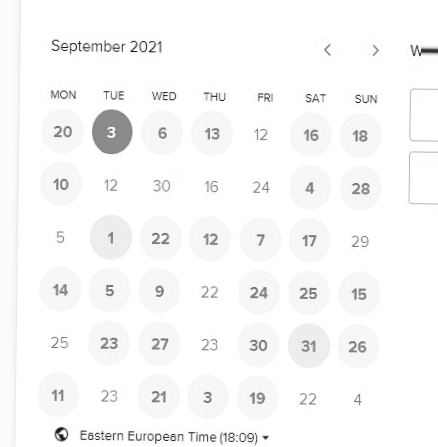 September 2021
MON TUE WED THU FRI SAT SUN
20 3 6 13 12 16 18
10 12 30 16 24 4 28
5 1 22 12 7 17 29
14 5 9 22 24 25 15
25 23 27 23 30 31 26
11 23 21 3 19 22 4
Eastern European Time (18:09)